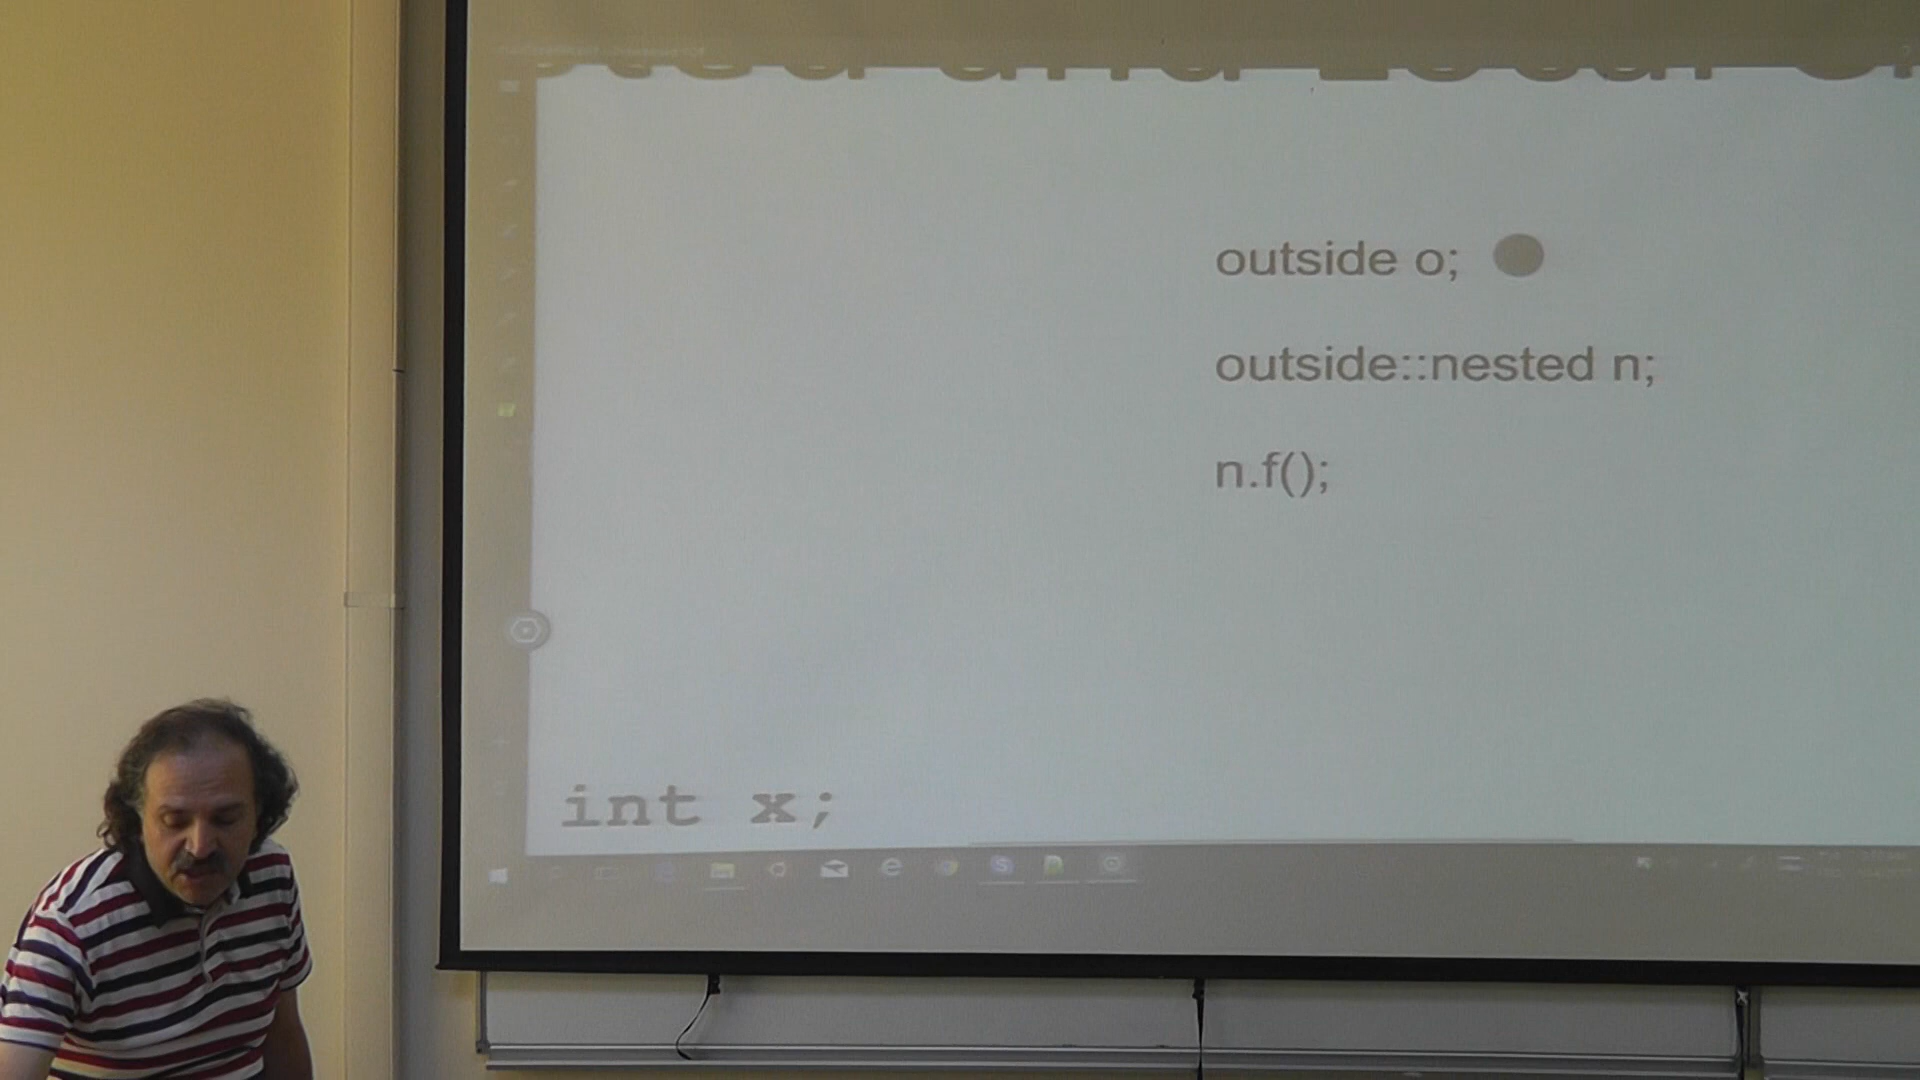 outside o;
outside::nested n;
n.f();
int x;